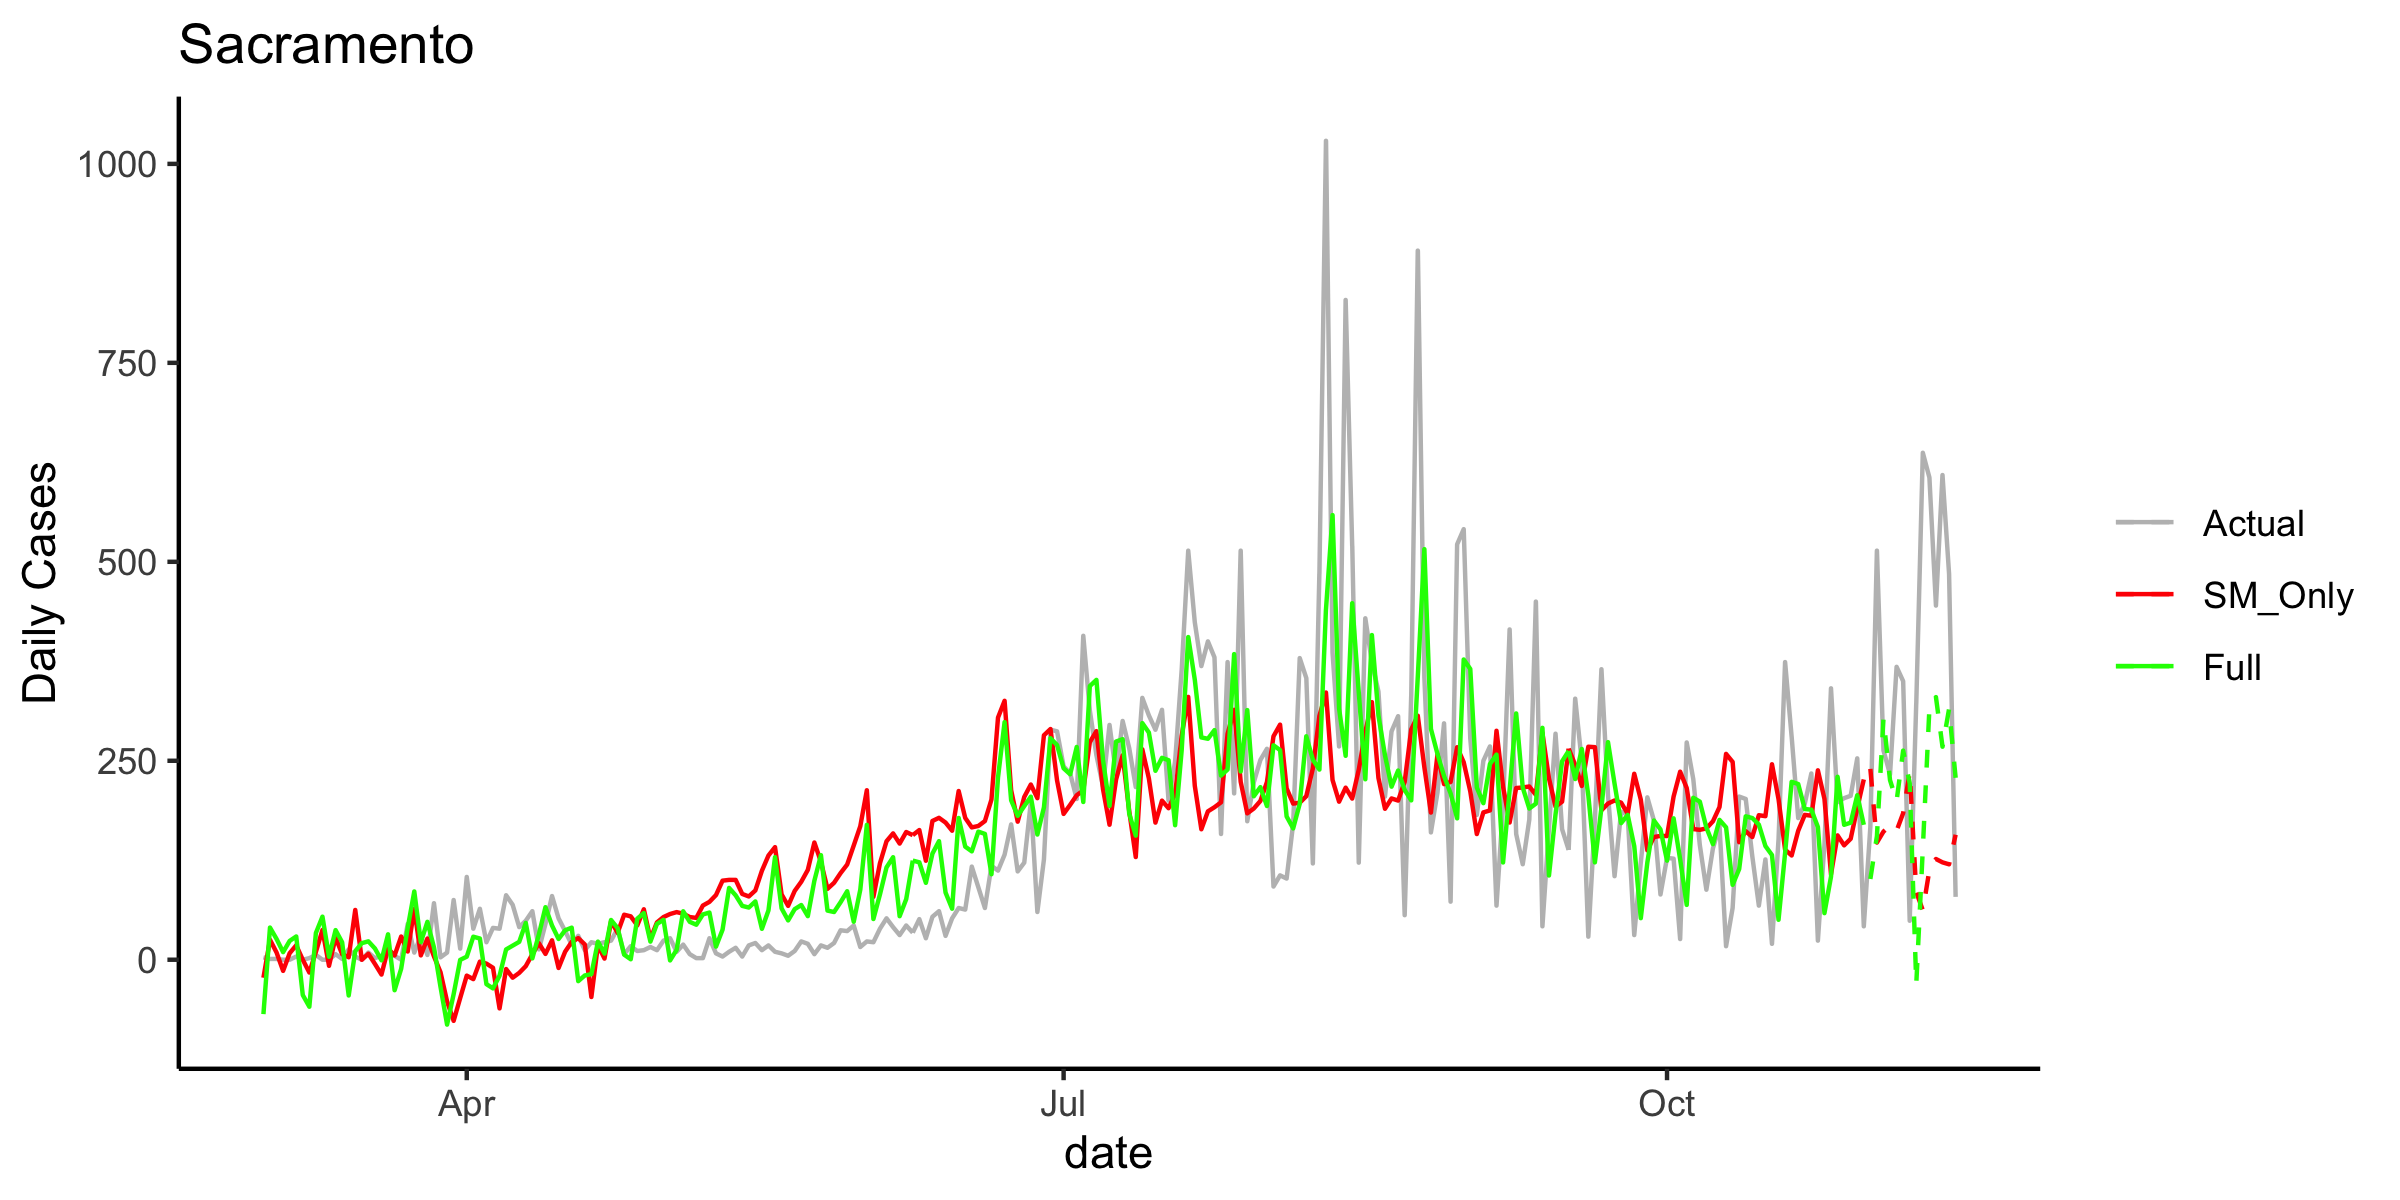 Sacramento
1000
750
500
250
0
Daily Cases
Apr
Jul
Oct
date
Actual
SM_Only
Full